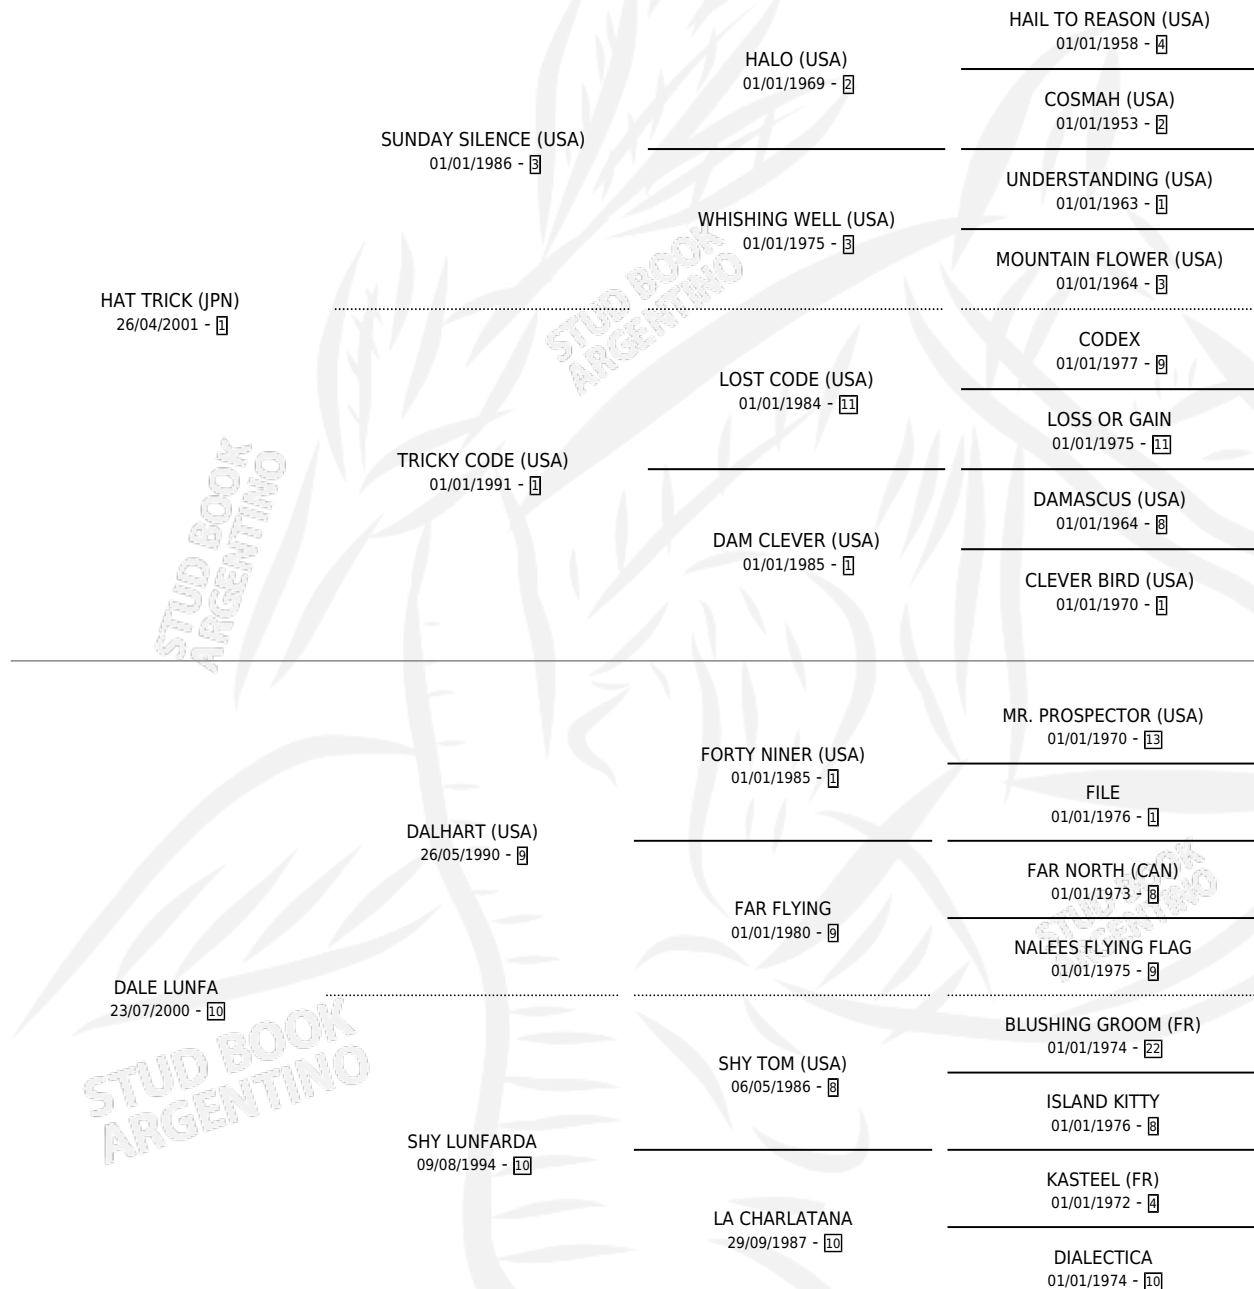 HAIL TO REASON (USA)
01/01/1958 - 4
HALO (USA)
01/01/1969 - 2
COSMAH (USA)
01/01/1953 - 2
SUNDAY SILENCE (USA)
01/01/1986 - 3
UNDERSTANDING (USA)
01/01/1963 - 1
WHISHING WELL (USA)
01/01/1975 - 3
MOUNTAIN FLOWER (USA)
01/01/1964 - 3
HAT TRICK (JPN)
26/04/2001 - 1
CODEX
01/01/1977 - 9
LOST CODE (USA)
01/01/1984 - 11
LOSS OR GAIN
01/01/1975 - 11
TRICKY CODE (USA)
01/01/1991 - 1
DAMASCUS (USA)
01/01/1964 - 8
DAM CLEVER (USA)
01/01/1985 - 1
CLEVER BIRD (USA)
01/01/1970 - 1
MR. PROSPECTOR (USA)
01/01/1970 - 13
FORTY NINER (USA)
01/01/1985 - 1
FILE
01/01/1976 - 1
DALHART (USA)
26/05/1990 - 9
FAR NORTH (CAN)
01/01/1973 - 8
FAR FLYING
01/01/1980 - 9
NALEES FLYING FLAG
01/01/1975 - 9
DALE LUNFA
23/07/2000 - 10
BLUSHING GROOM (FR)
01/01/1974 - 22
SHY TOM (USA)
06/05/1986 - 8
ISLAND KITTY
01/01/1976 - 8
SHY LUNFARDA
09/08/1994 - 10
KASTEEL (FR)
01/01/1972 - 4
LA CHARLATANA
29/09/1987 - 10
DIALECTICA
01/01/1974 - 10
STUD BOOK
ARGENTINO
STUD BOOK
ARGENTINO
STUD BOOK
ARGENTINO
STUD BOOK
ARGENTINO